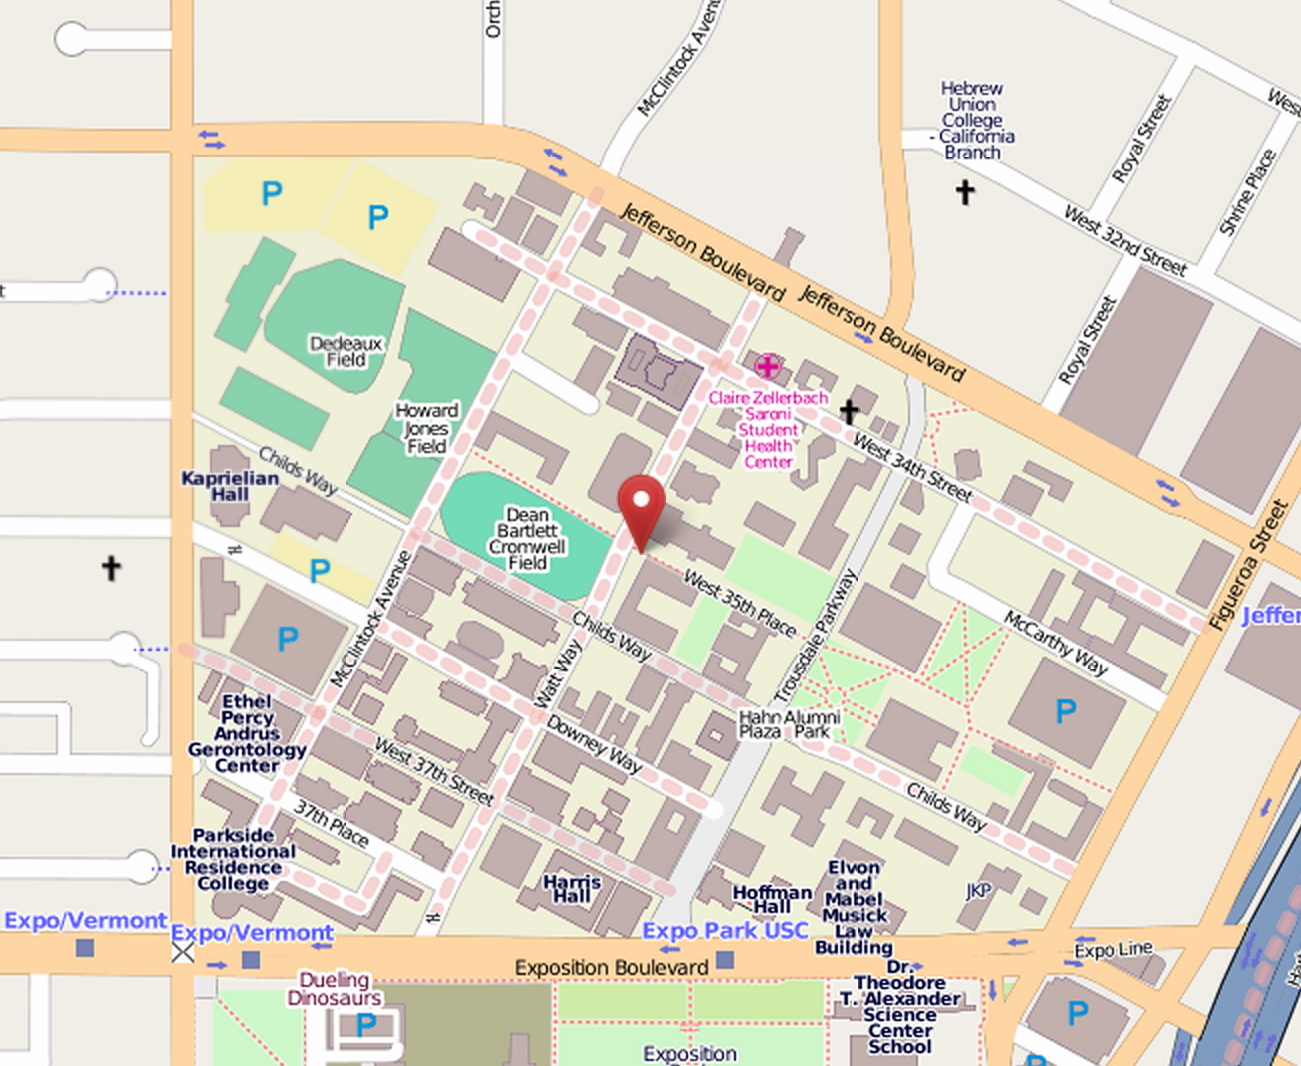 Orch
McClintock Aven
Hebrew
Union
College
- California
Branch
West
Royal Street
Shrine Place
P
P
Jefferson Boulevard
West 32nd Street
Jefferson Boulevard
Royal Street
Dedeaux
Field
Claire Zellerbach
Saroni
Student
Health
Center
Howard
Jones
Field
West 34th Street
Childs Way
Kaprielian
Hall
Dean
Bartlett
Cromwell
Field
Figueroa Street
P
West 35th Place
McClintock Avenue
Trousdale Parkway
Jeffer
P
Childs Way
McCarthy Way
Watt Way
Ethel
Percy
Andrus
Gerontology
Center
P
Hahn
Plaza
Alumni
Park
Downey Way
West 37th Street
Childs Way
37th Place
Parkside
International
Residence
College
Harris
Hall
Hoffman
Hall
Elvon
and
Mabel
Musick
Law
Building
JKP
Expo/Vermont
Expo/Vermont
Expo Park USC
Expo Line
Exposition Boulevard
Dueling
Dinosaurs
Dr.
Theodore
T. Alexander
Science
Center
School
P
P
Exposition
P